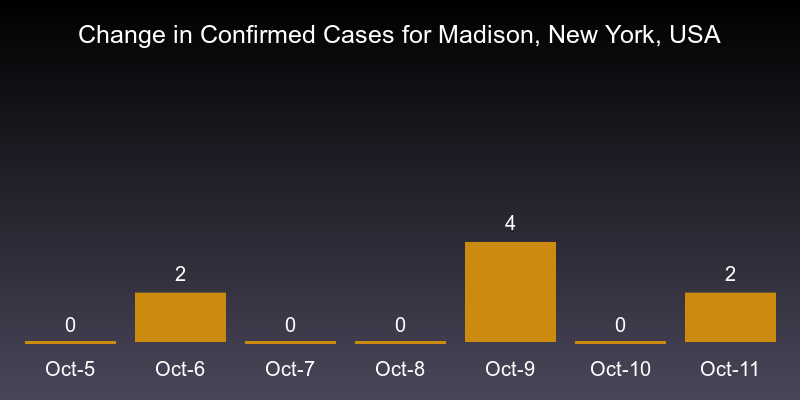 Change in Confirmed Cases for Madison, New York, USA
4
2 2
0 0 0 0
Oct-5 Oct-6 Oct-7 Oct-8 Oct-9 Oct-10 Oct-11